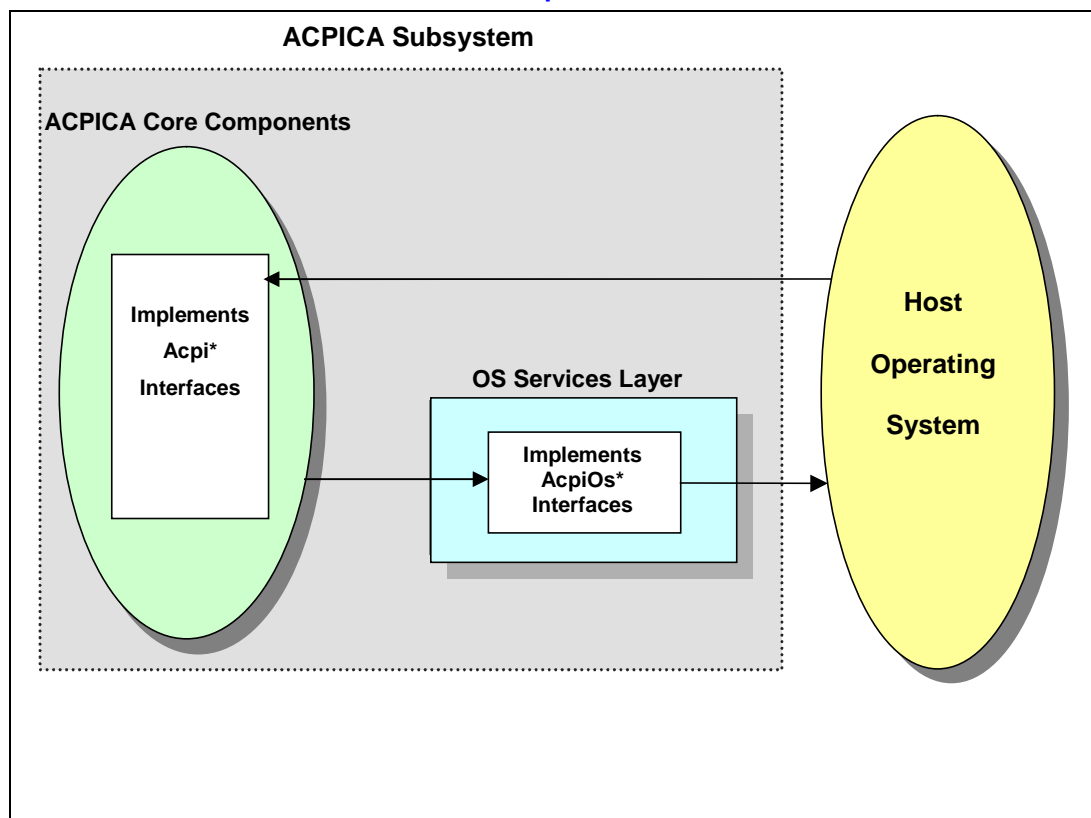 ACPICA Subsystem
ACPICA Core Components
Implements
Acpi*
Interfaces
OS Services Layer
Implements
AcpiOs*
Interfaces
Host
Operating
System